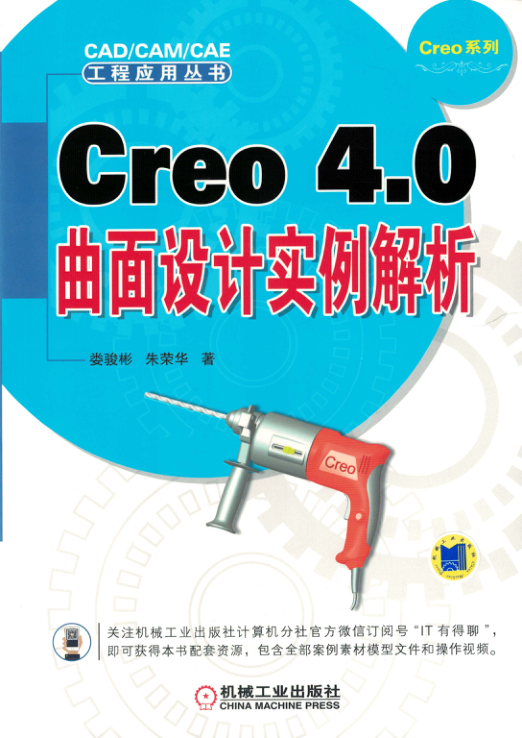 CAD/CAM/CAE
工程应用丛书
Creo系列
Creo 4.0
曲面设计实例解析
娄骏彬 朱荣华 著
Creo
关注机械工业出版社计算机分社官方微信订阅号“IT有得聊”，
即可获得本书配套资源，包含全部案例素材模型文件和操作视频。
机械工业出版社
CHINA MACHINE PRESS